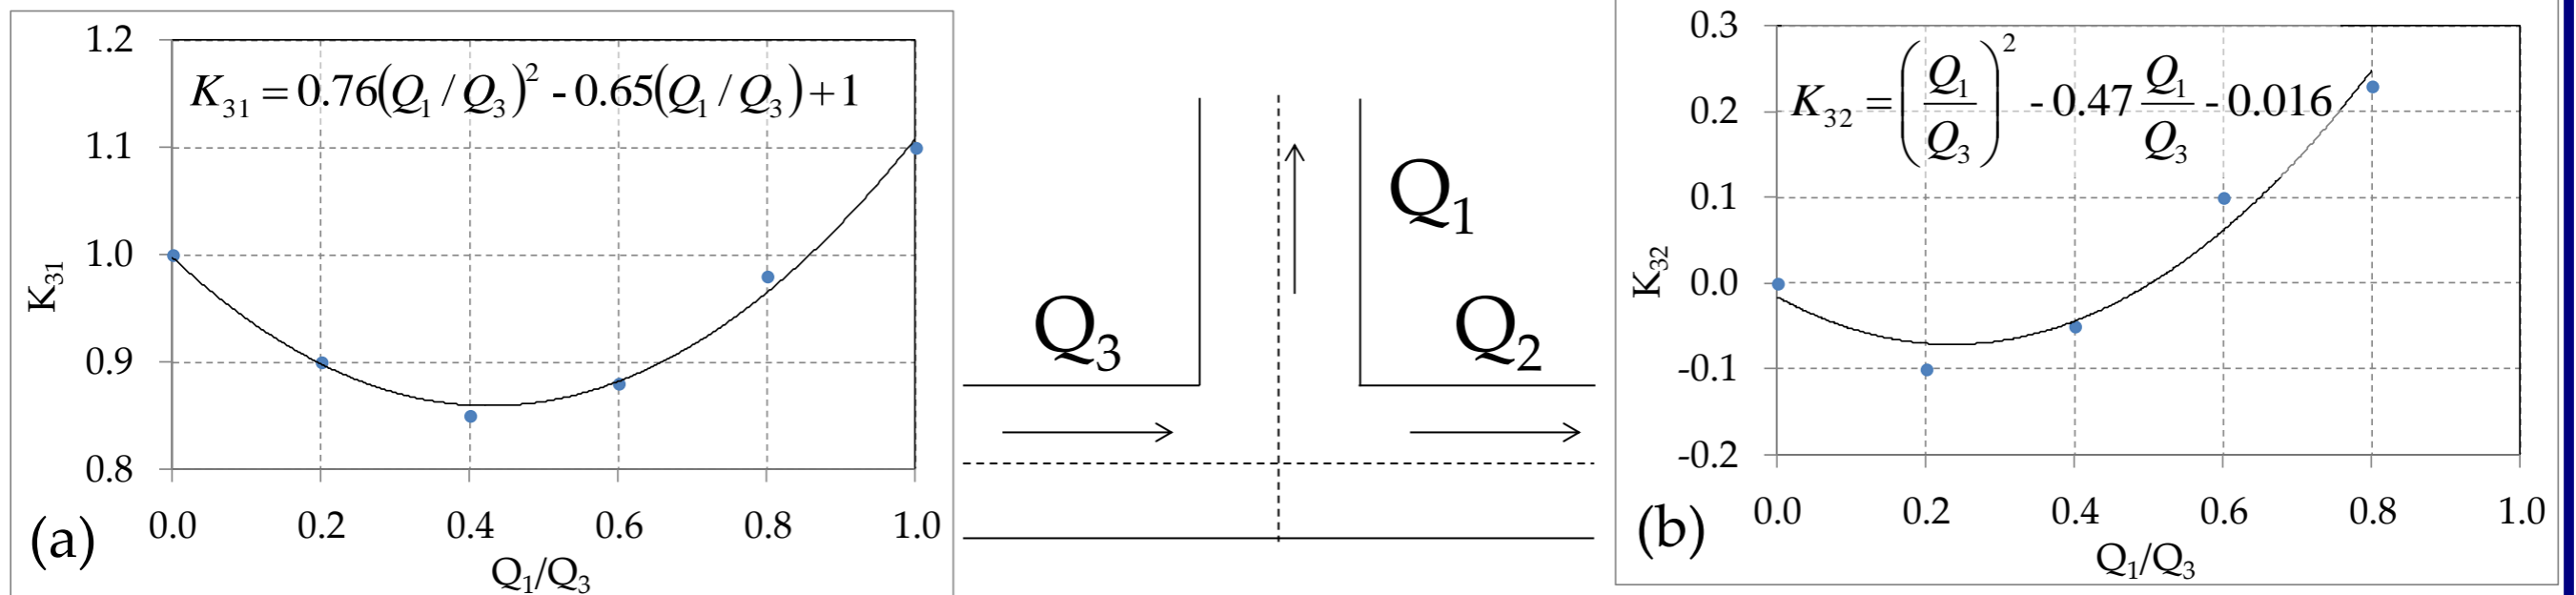 1.2
1.1
1.0
0.9
0.8
K₃₁
K₃₁ = 0.76(Q₁ / Q₃)² - 0.65(Q₁ / Q₃) + 1
0.0 0.2 0.4 0.6 0.8 1.0
Q₁/Q₃
(a)
Q₁
Q₃
Q₂
0.3
0.2
0.1
0.0
-0.1
-0.2
K₃₂
K₃₂ = (Q₁/Q₃)² - 0.47 Q₁/Q₃ - 0.016
0.0 0.2 0.4 0.6 0.8 1.0
Q₁/Q₃
(b)